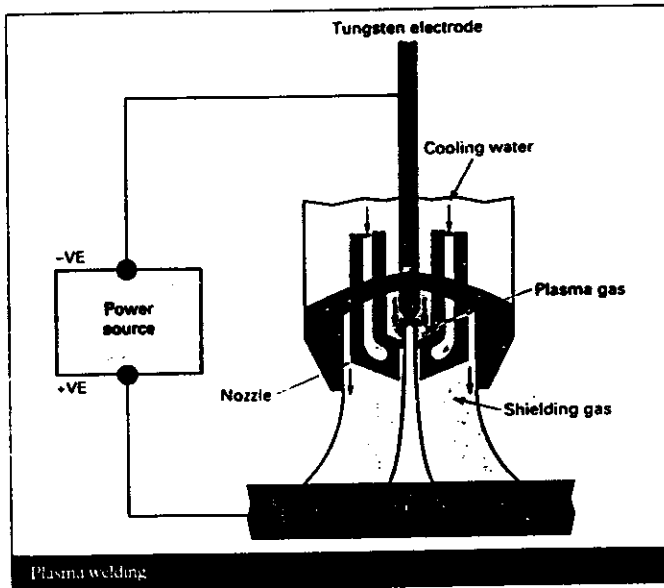 Tungsten electrode
Cooling water
-VE
Power
source
Plasma gas
+VE
Nozzle
Shielding gas
Plasma welding